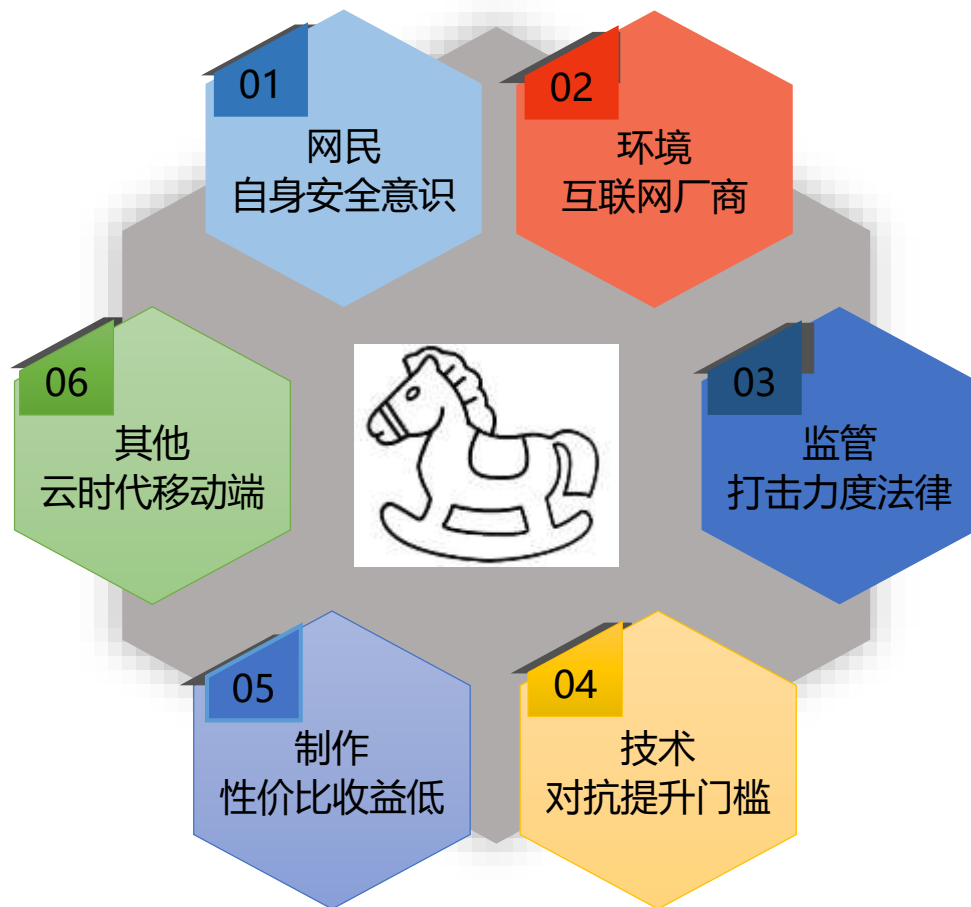 01
网民
自身安全意识
02
环境
互联网厂商
03
监管
打击力度法律
04
技术
对抗提升门槛
05
制作
性价比收益低
06
其他
云时代移动端